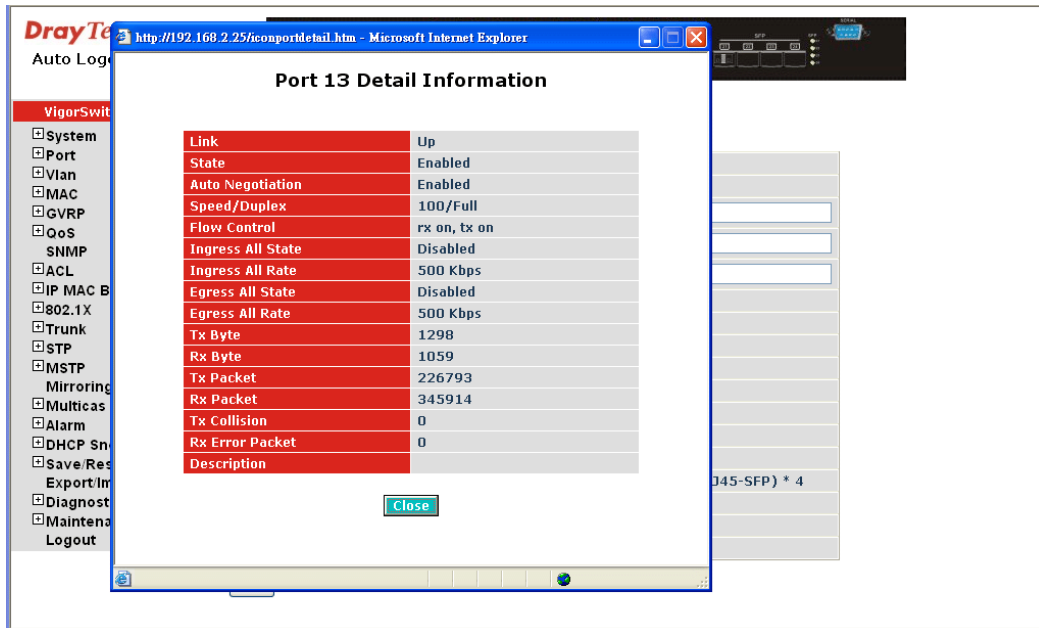 DrayTe
http://192.168.2.25/iconportdetail.htm - Microsoft Internet Explorer
SERIAL
SFP
Auto Logo
Port 13 Detail Information
VigorSwit
System
Port
Vlan
MAC
GVRP
QoS
SNMP
ACL
IP MAC B
802.1X
Trunk
STP
MSTP
Mirroring
Multicas
Alarm
DHCP Sn
Save/Res
Export/Im
Diagnost
Maintena
Logout
Link Up
State Enabled
Auto Negotiation Enabled
Speed/Duplex 100/Full
Flow Control rx on, tx on
Ingress All State Disabled
Ingress All Rate 500 Kbps
Egress All State Disabled
Egress All Rate 500 Kbps
Tx Byte 1298
Rx Byte 1059
Tx Packet 226793
Rx Packet 345914
Tx Collision 0
Rx Error Packet 0
Description
J45-SFP) * 4
Close